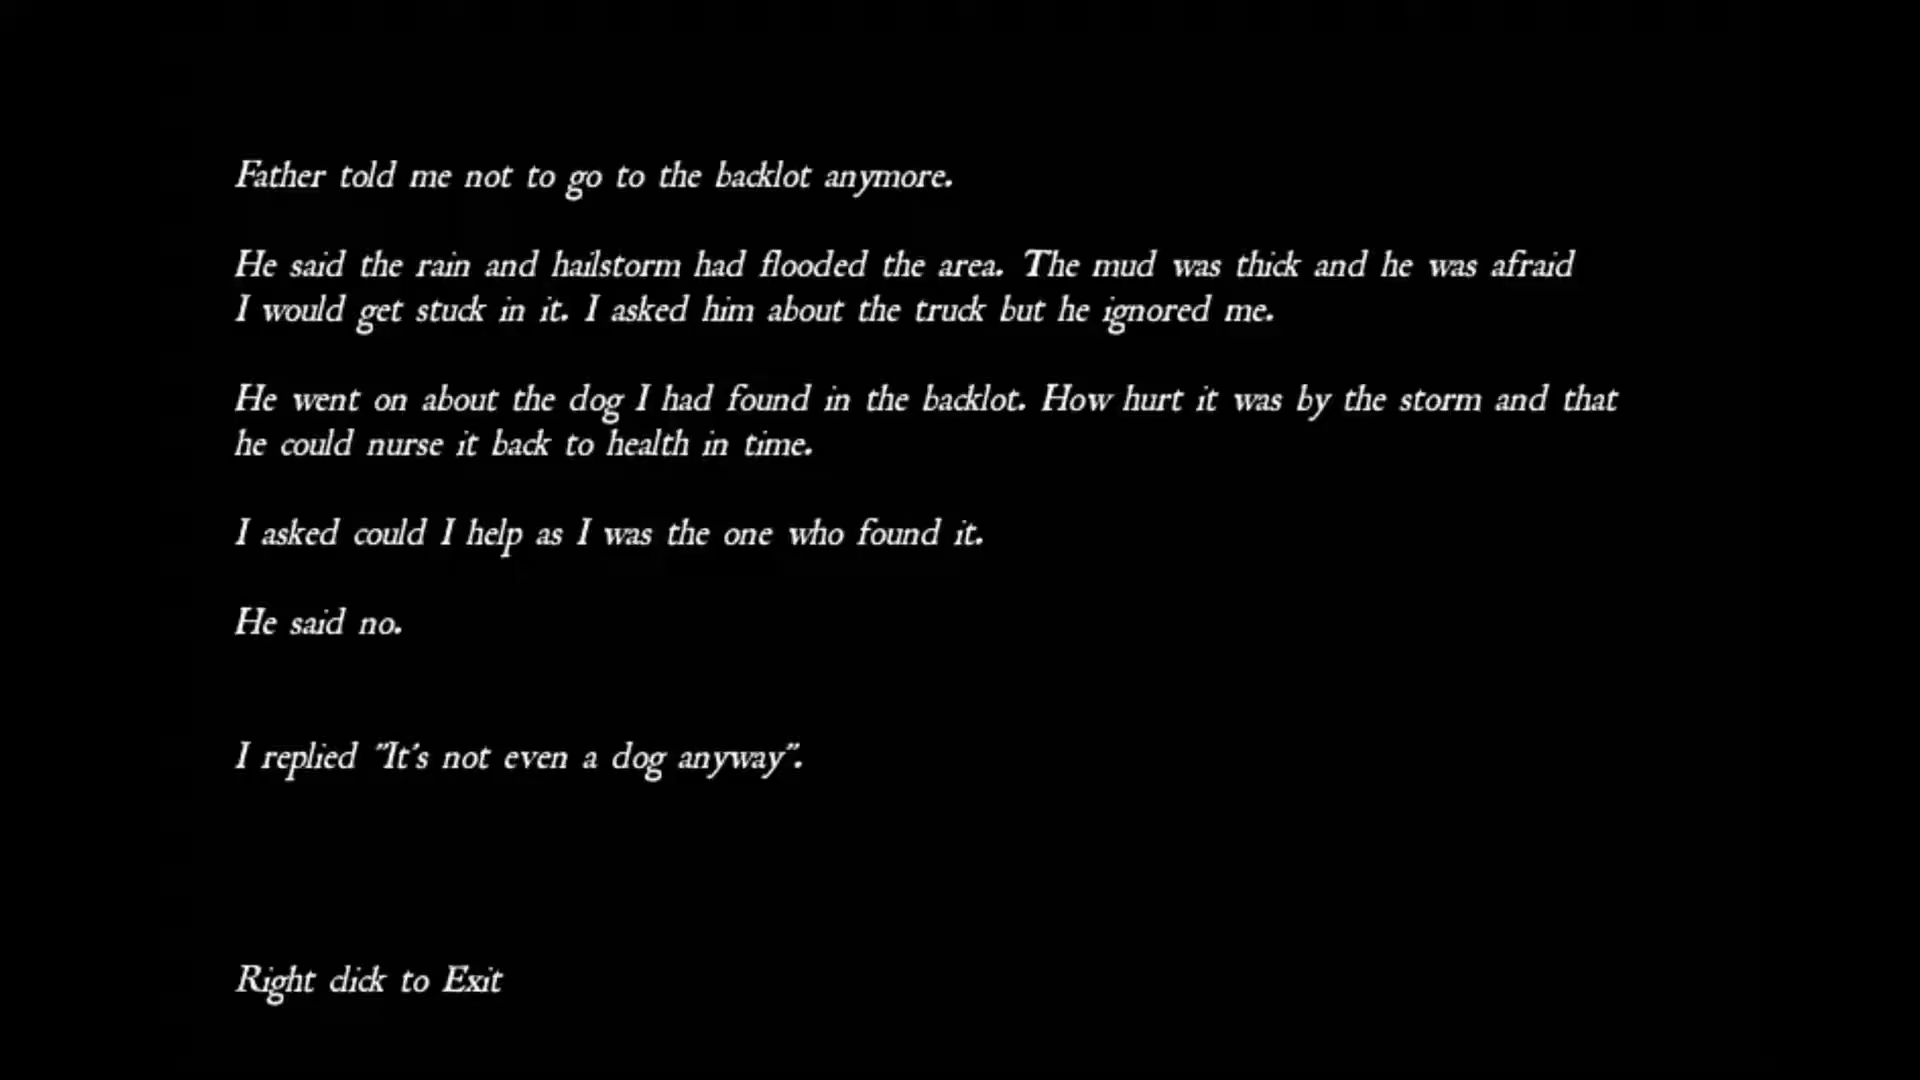 Father told me not to go to the backlot anymore.
He said the rain and hailstorm had flooded the area. The mud was thick and he was afraid
I would get stuck in it. I asked him about the truck but he ignored me.
He went on about the dog I had found in the backlot. How hurt it was by the storm and that
he could nurse it back to health in time.
I asked could I help as I was the one who found it.
He said no.
I replied "It's not even a dog anyway".
Right click to Exit